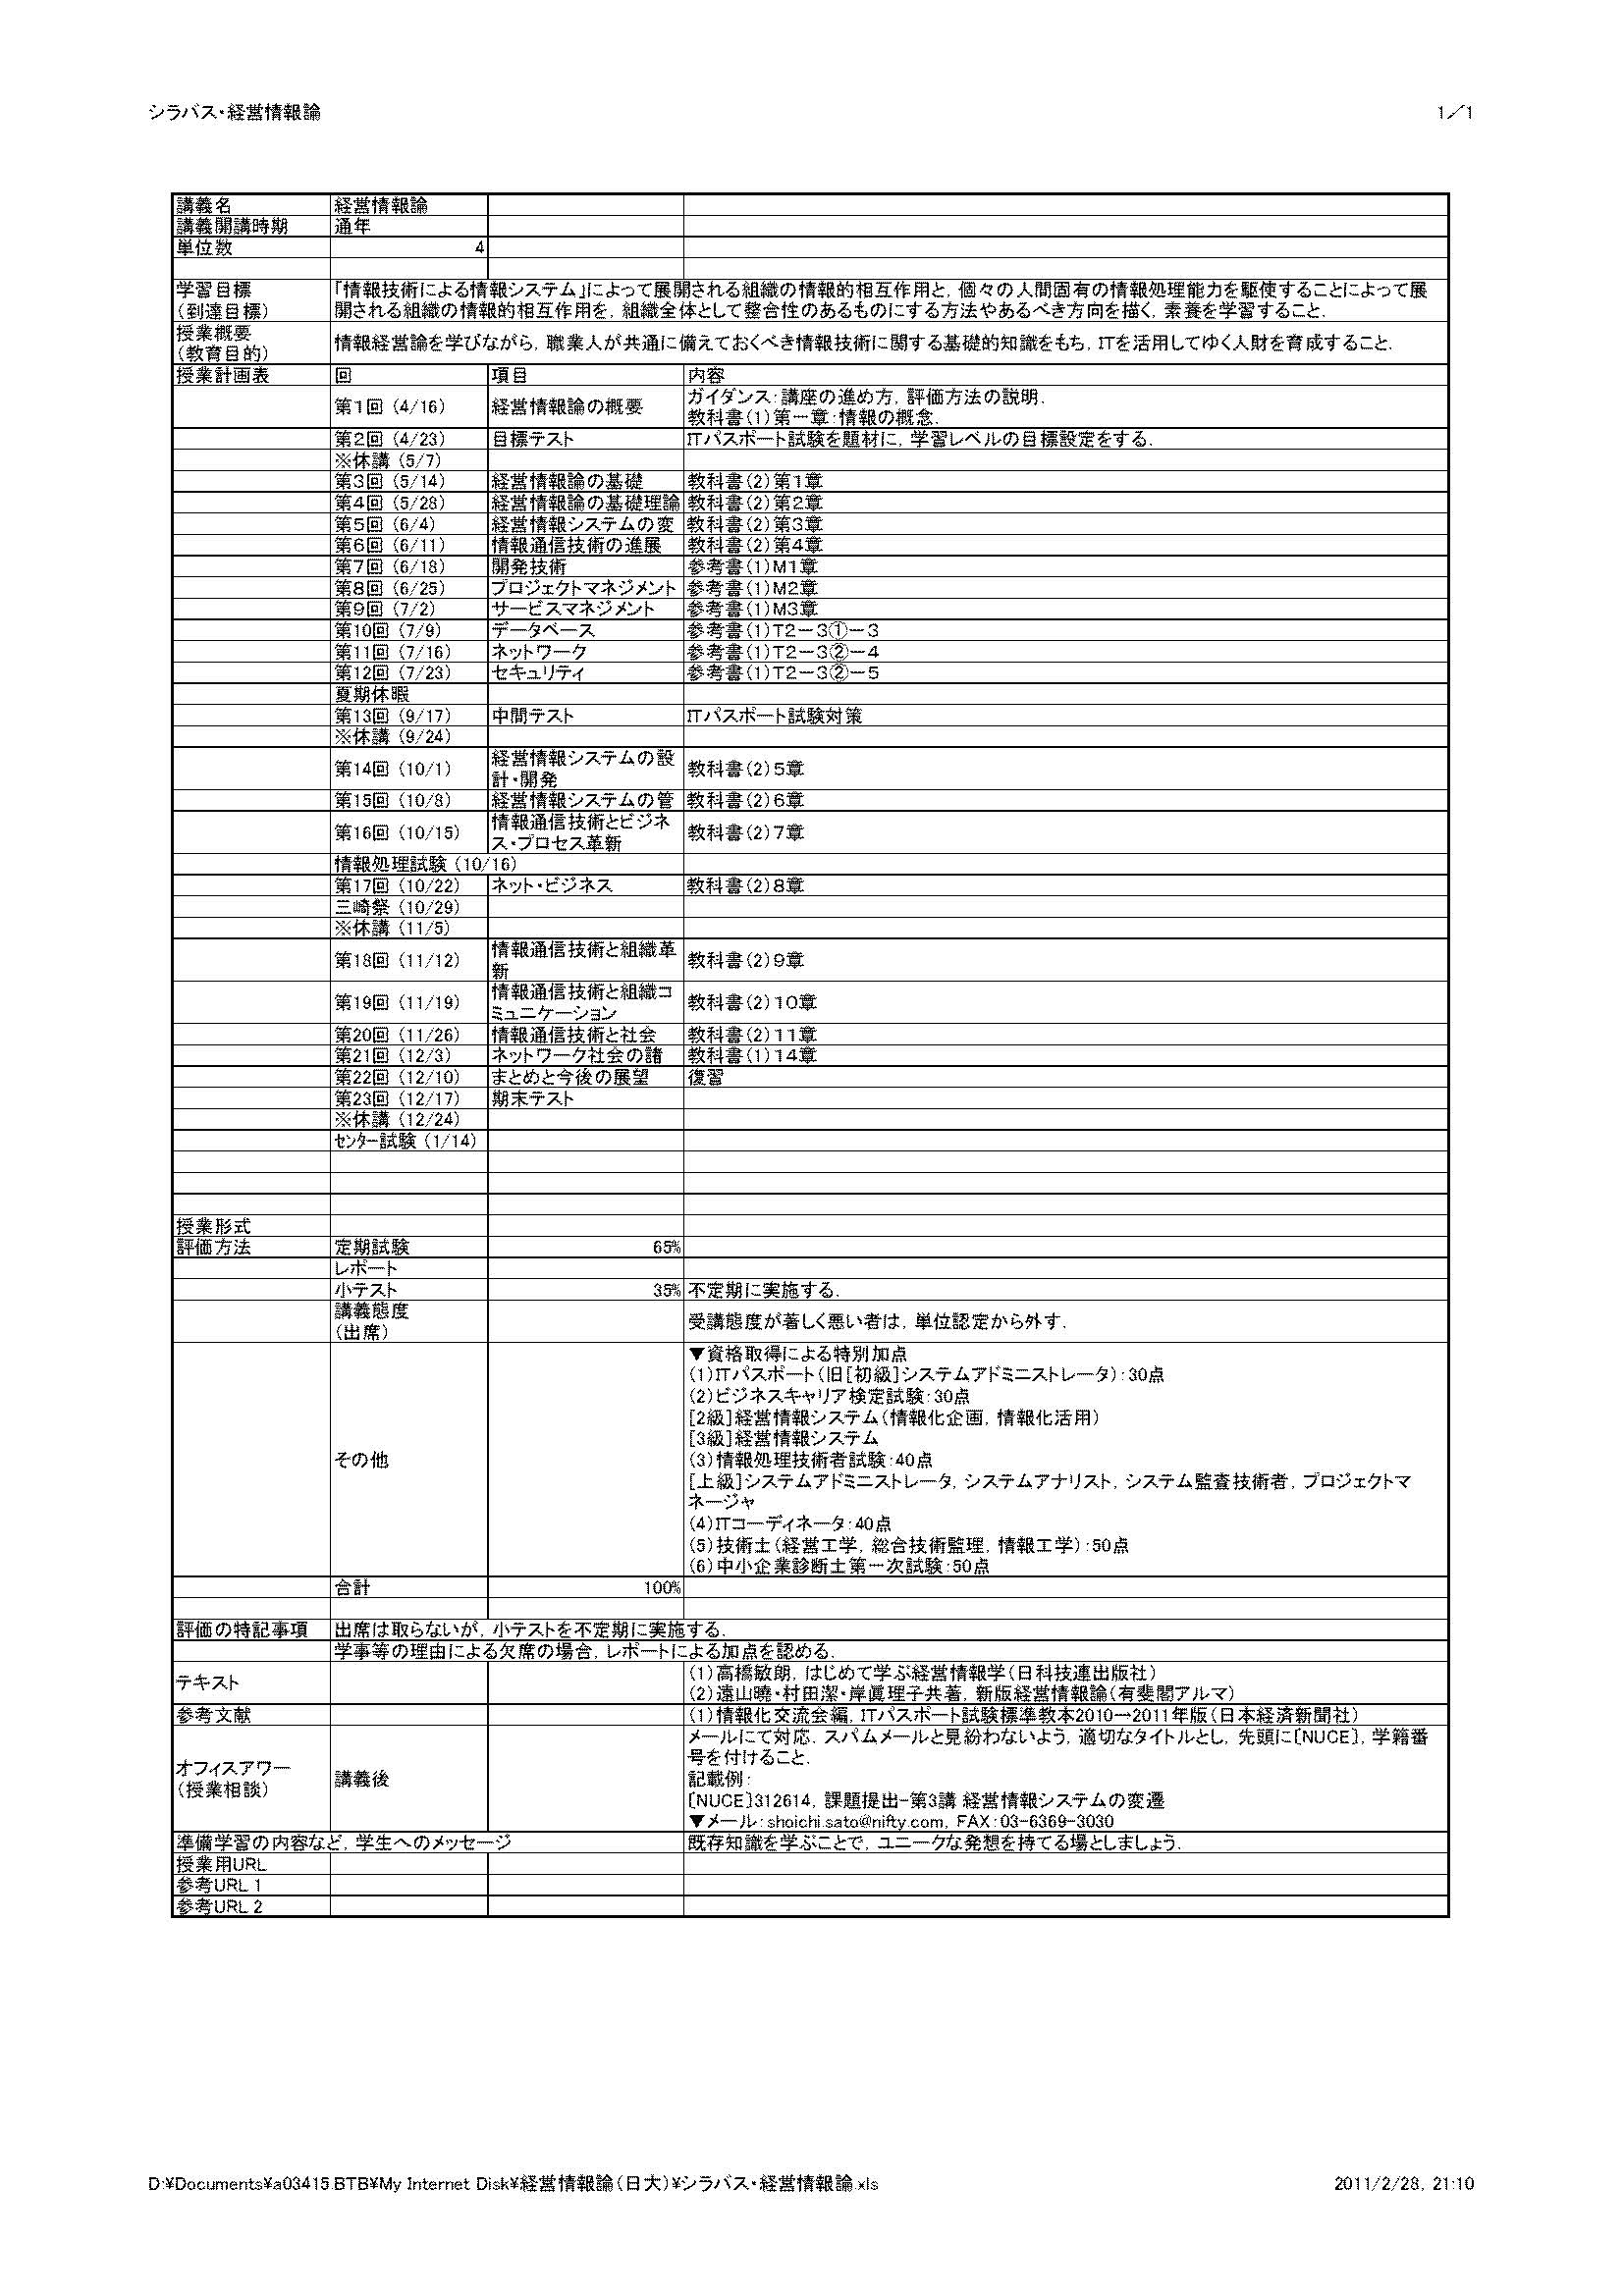 シラバス・経営情報論 1／1
講義名 経営情報論
講義開講時期 通年
単位数 4
学習目標
（到達目標）
「情報技術による情報システム」によって展開される組織の情報的相互作用と，個々の人間固有の情報処理能力を駆使することによって展
開される組織の情報的相互作用を，組織全体として整合性のあるものにする方法やあるべき方向を描く，素養を学習すること．
授業概要
（教育目的）
情報経営論を学びながら，職業人が共通に備えておくべき情報技術に関する基礎的知識をもち，ITを活用してゆく人財を育成すること．
授業計画表 回 項目 内容
第1回（4/16） 経営情報論の概要 ガイダンス：講座の進め方，評価方法の説明．
教科書（1）第一章：情報の概念．
第2回（4/23） 目標テスト ITパスポート試験を題材に，学習レベルの目標設定をする．
※休講（5/7）
第3回（5/14） 経営情報論の基礎 教科書（2）第1章
第4回（5/28） 経営情報論の基礎理論 教科書（2）第2章
第5回（6/4） 経営情報システムの変 教科書（2）第3章
第6回（6/11） 情報通信技術の進展 教科書（2）第4章
第7回（6/18） 開発技術 参考書（1）M1章
第8回（6/25） プロジェクトマネジメント 参考書（1）M2章
第9回（7/2） サービスマネジメント 参考書（1）M3章
第10回（7/9） データベース 参考書（1）T2－3①－3
第11回（7/16） ネットワーク 参考書（1）T2－3②－4
第12回（7/23） セキュリティ 参考書（1）T2－3②－5
夏期休暇
第13回（9/17） 中間テスト ITパスポート試験対策
※休講（9/24）
第14回（10/1） 経営情報システムの設
計・開発 教科書（2）5章
第15回（10/8） 経営情報システムの管 教科書（2）6章
第16回（10/15） 情報通信技術とビジネ
ス・プロセス革新 教科書（2）7章
情報処理試験（10/16）
第17回（10/22） ネット・ビジネス 教科書（2）8章
三崎祭（10/29）
※休講（11/5）
第18回（11/12） 情報通信技術と組織革
新 教科書（2）9章
第19回（11/19） 情報通信技術と組織コ
ミュニケーション 教科書（2）10章
第20回（11/26） 情報通信技術と社会 教科書（2）11章
第21回（12/3） ネットワーク社会の諸 教科書（1）14章
第22回（12/10） まとめと今後の展望 復習
第23回（12/17） 期末テスト
※休講（12/24）
ｾﾝﾀｰ試験（1/14）
授業形式
評価方法 定期試験 65%
レポート
小テスト 35% 不定期に実施する．
講義態度
（出席） 受講態度が著しく悪い者は，単位認定から外す．
その他
▼資格取得による特別加点
（1）ITパスポート（旧［初級］システムアドミニストレータ）：30点
（2）ビジネスキャリア検定試験：30点
［2級］経営情報システム（情報化企画，情報化活用）
［3級］経営情報システム
（3）情報処理技術者試験：40点
［上級］システムアドミニストレータ，システムアナリスト，システム監査技術者，プロジェクトマ
ネージャ
（4）ITコーディネータ：40点
（5）技術士（経営工学，総合技術監理，情報工学）：50点
（6）中小企業診断士第一次試験：50点
合計 100%
評価の特記事項 出席は取らないが，小テストを不定期に実施する．
学事等の理由による欠席の場合，レポートによる加点を認める．
テキスト
（1）高橋敏朗，はじめて学ぶ経営情報学（日科技連出版社）
（2）遠山曉・村田潔・岸眞理子共著，新版経営情報論（有斐閣アルマ）
参考文献 （1）情報化交流会編，ITパスポート試験標準教本2010→2011年版（日本経済新聞社）
オフィスアワー
（授業相談） 講義後
メールにて対応．スパムメールと見紛わないよう，適切なタイトルとし，先頭に〔NUCE〕，学籍番
号を付けること．
記載例：
〔NUCE〕312614，課題提出-第3講 経営情報システムの変遷
▼メール：shoichi.sato@nifty.com，FAX：03-6369-3030
準備学習の内容など，学生へのメッセージ 既存知識を学ぶことで，ユニークな発想を持てる場としましょう．
授業用URL
参考URL 1
参考URL 2
D:¥Documents¥a03415.BTB¥My Internet Disk¥経営情報論（日大）¥シラバス・経営情報論.xls 2011/2/28，21:10